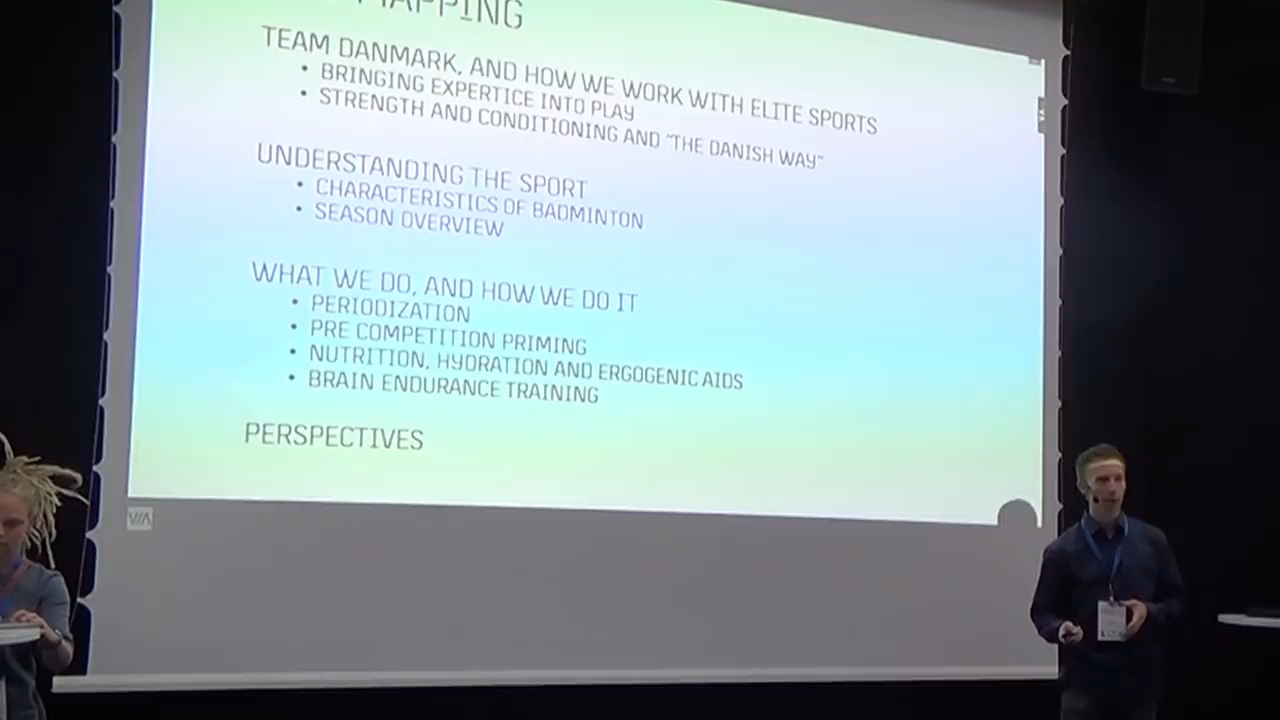 MAPPING
TEAM DANMARK, AND HOW WE WORK WITH ELITE SPORTS
• BRINGING EXPERTICE INTO PLAY
• STRENGTH AND CONDITIONING AND "THE DANISH WAY"
UNDERSTANDING THE SPORT
• CHARACTERISTICS OF BADMINTON
• SEASON OVERVIEW
WHAT WE DO, AND HOW WE DO IT
• PERIODIZATION
• PRE COMPETITION PRIMING
• NUTRITION, HYDRATION AND ERGOGENIC AIDS
• BRAIN ENDURANCE TRAINING
PERSPECTIVES
VIA